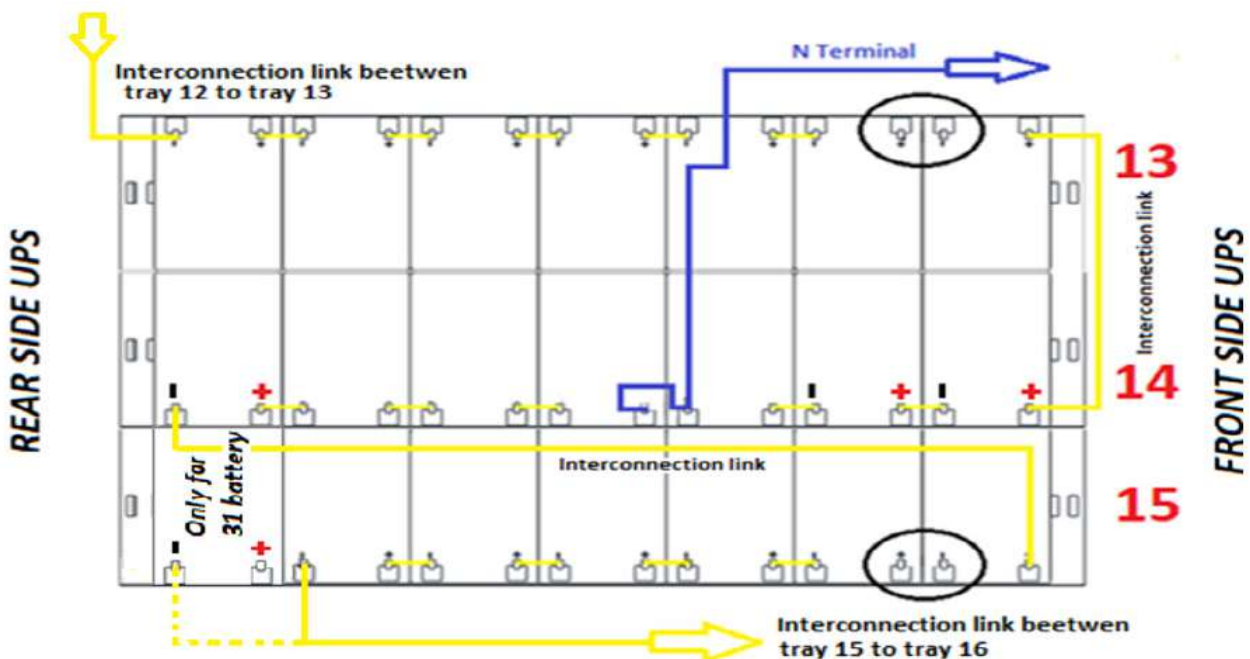 N Terminal
Interconnection link beetwen
tray 12 to tray 13
13
Interconnection link
REAR SIDE UPS
FRONT SIDE UPS
14
- + - + - +
Interconnection link
Only for
31 battery
15
- +
Interconnection link beetwen
tray 15 to tray 16